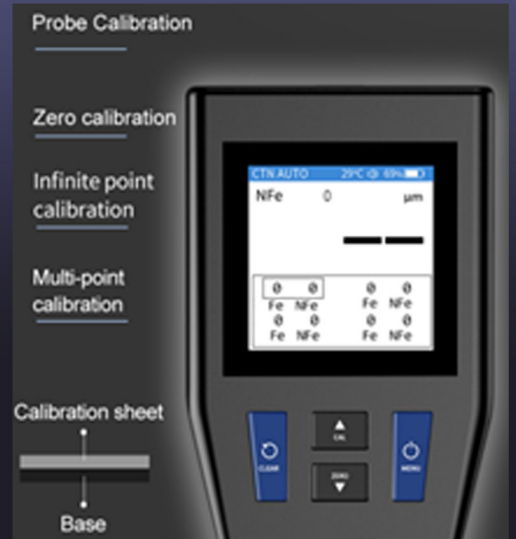 Probe Calibration
Zero calibration
Infinite point
calibration
Multi-point
calibration
Calibration sheet
Base
CTN AUTO 29°C 69%
NFe 0 µm
0 0 0 0
Fe NFe Fe NFe
0 0 0 0
Fe NFe Fe NFe
CLEAR
CAL
ZERO
MENU